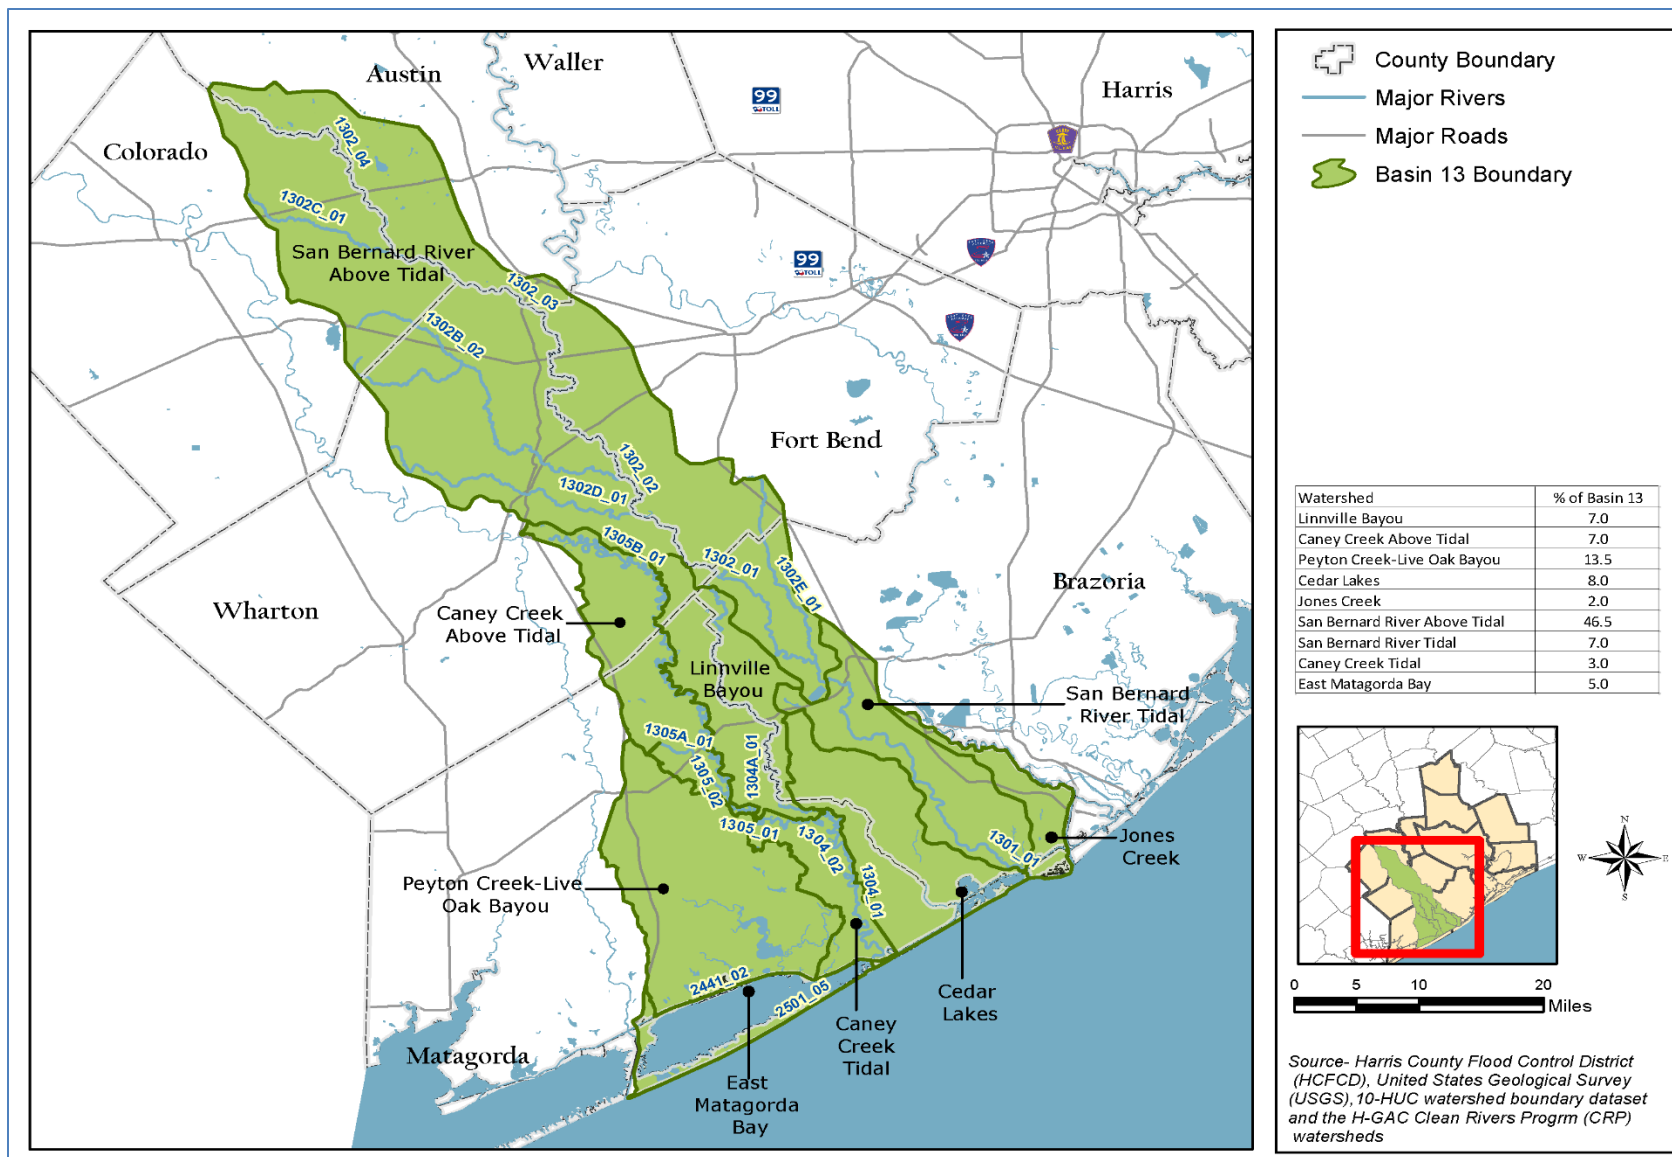 Austin
Waller
Harris
Colorado
99
TOLL
99
TOLL
1302_04
1302C_01
San Bernard River
Above Tidal
1302_03
1302B_02
Fort Bend
1302_02
1302D_01
1305B_01
1302_01
1302E_01
Brazoria
Wharton
Caney Creek
Above Tidal
Linnville
Bayou
San Bernard
River Tidal
1305A_01
1305_02
1304A_01
1305_01
1304_02
1304_01
1301_01
Jones
Creek
Peyton Creek-Live
Oak Bayou
2441_02
2501_05
Cedar
Lakes
Caney
Creek
Tidal
Matagorda
East
Matagorda
Bay
County Boundary
Major Rivers
Major Roads
Basin 13 Boundary
Watershed % of Basin 13
Linnville Bayou 7.0
Caney Creek Above Tidal 7.0
Peyton Creek-Live Oak Bayou 13.5
Cedar Lakes 8.0
Jones Creek 2.0
San Bernard River Above Tidal 46.5
San Bernard River Tidal 7.0
Caney Creek Tidal 3.0
East Matagorda Bay 5.0
N
W E
S
0 5 10 20
Miles
Source- Harris County Flood Control District
(HCFCD), United States Geological Survey
(USGS),10-HUC watershed boundary dataset
and the H-GAC Clean Rivers Progrm (CRP)
watersheds